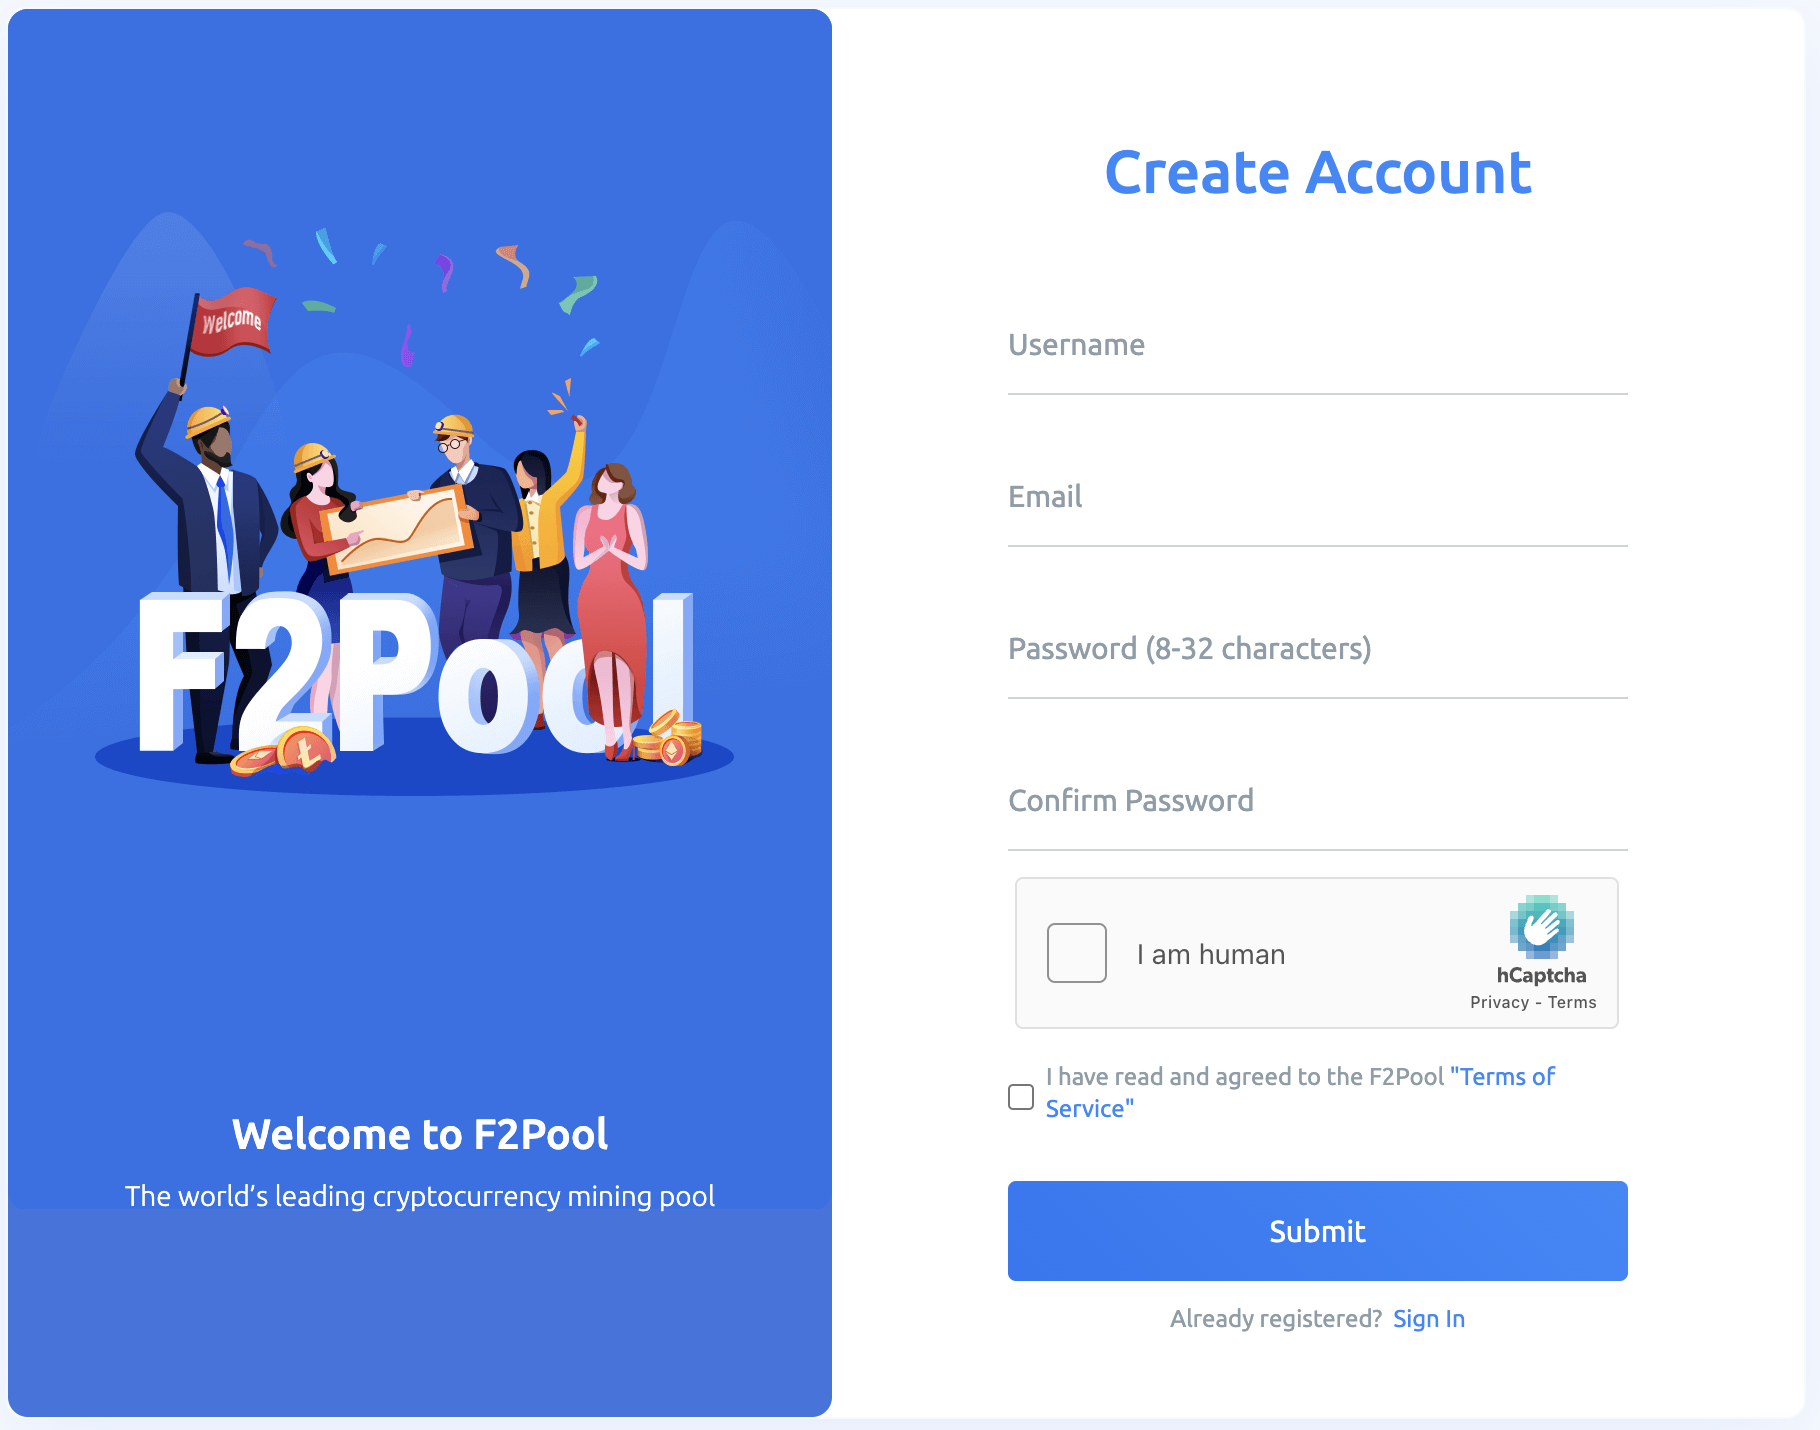 Welcome
F2Pool
Welcome to F2Pool
The world's leading cryptocurrency mining pool
Create Account
Username
Email
Password (8-32 characters)
Confirm Password
I am human
hCaptcha
Privacy - Terms
I have read and agreed to the F2Pool "Terms of
Service"
Submit
Already registered? Sign In